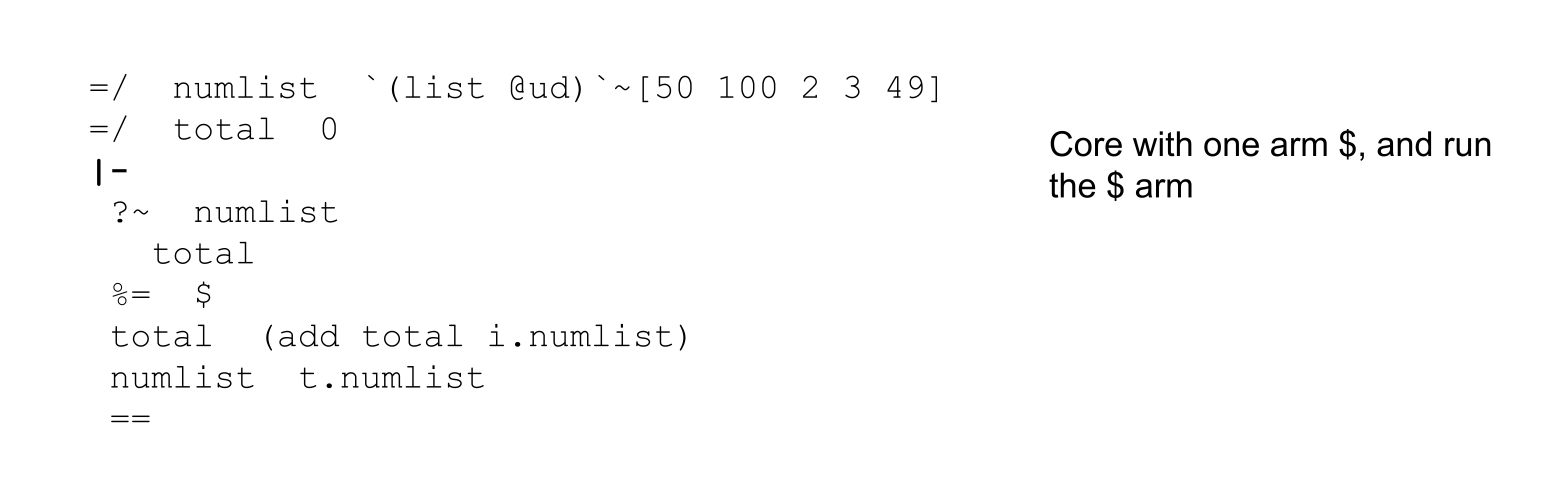 =/  numlist  `(list @ud)`~[50 100 2 3 49]
=/  total  0
|-
?~  numlist
total
%=  $
total  (add total i.numlist)
numlist  t.numlist
==
Core with one arm $, and run
the $ arm